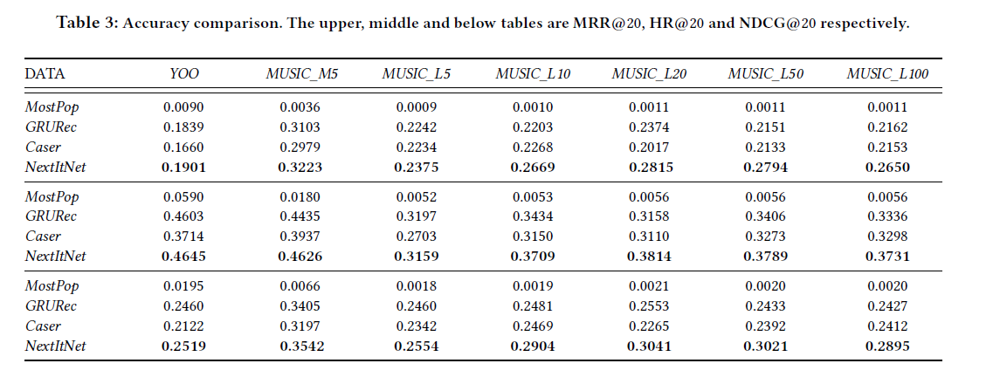 Table 3: Accuracy comparison. The upper, middle and below tables are MRR@20, HR@20 and NDCG@20 respectively.
DATA YOO MUSIC_M5 MUSIC_L5 MUSIC_L10 MUSIC_L20 MUSIC_L50 MUSIC_L100
MostPop 0.0090 0.0036 0.0009 0.0010 0.0011 0.0011 0.0011
GRURec 0.1839 0.3103 0.2242 0.2203 0.2374 0.2151 0.2162
Caser 0.1660 0.2979 0.2234 0.2268 0.2017 0.2133 0.2153
NextItNet 0.1901 0.3223 0.2375 0.2669 0.2815 0.2794 0.2650
MostPop 0.0590 0.0180 0.0052 0.0053 0.0056 0.0056 0.0056
GRURec 0.4603 0.4435 0.3197 0.3434 0.3158 0.3406 0.3336
Caser 0.3714 0.3937 0.2703 0.3150 0.3110 0.3273 0.3298
NextItNet 0.4645 0.4626 0.3159 0.3709 0.3814 0.3789 0.3731
MostPop 0.0195 0.0066 0.0018 0.0019 0.0021 0.0020 0.0020
GRURec 0.2460 0.3405 0.2460 0.2481 0.2553 0.2433 0.2427
Caser 0.2122 0.3197 0.2342 0.2469 0.2265 0.2392 0.2412
NextItNet 0.2519 0.3542 0.2554 0.2904 0.3041 0.3021 0.2895